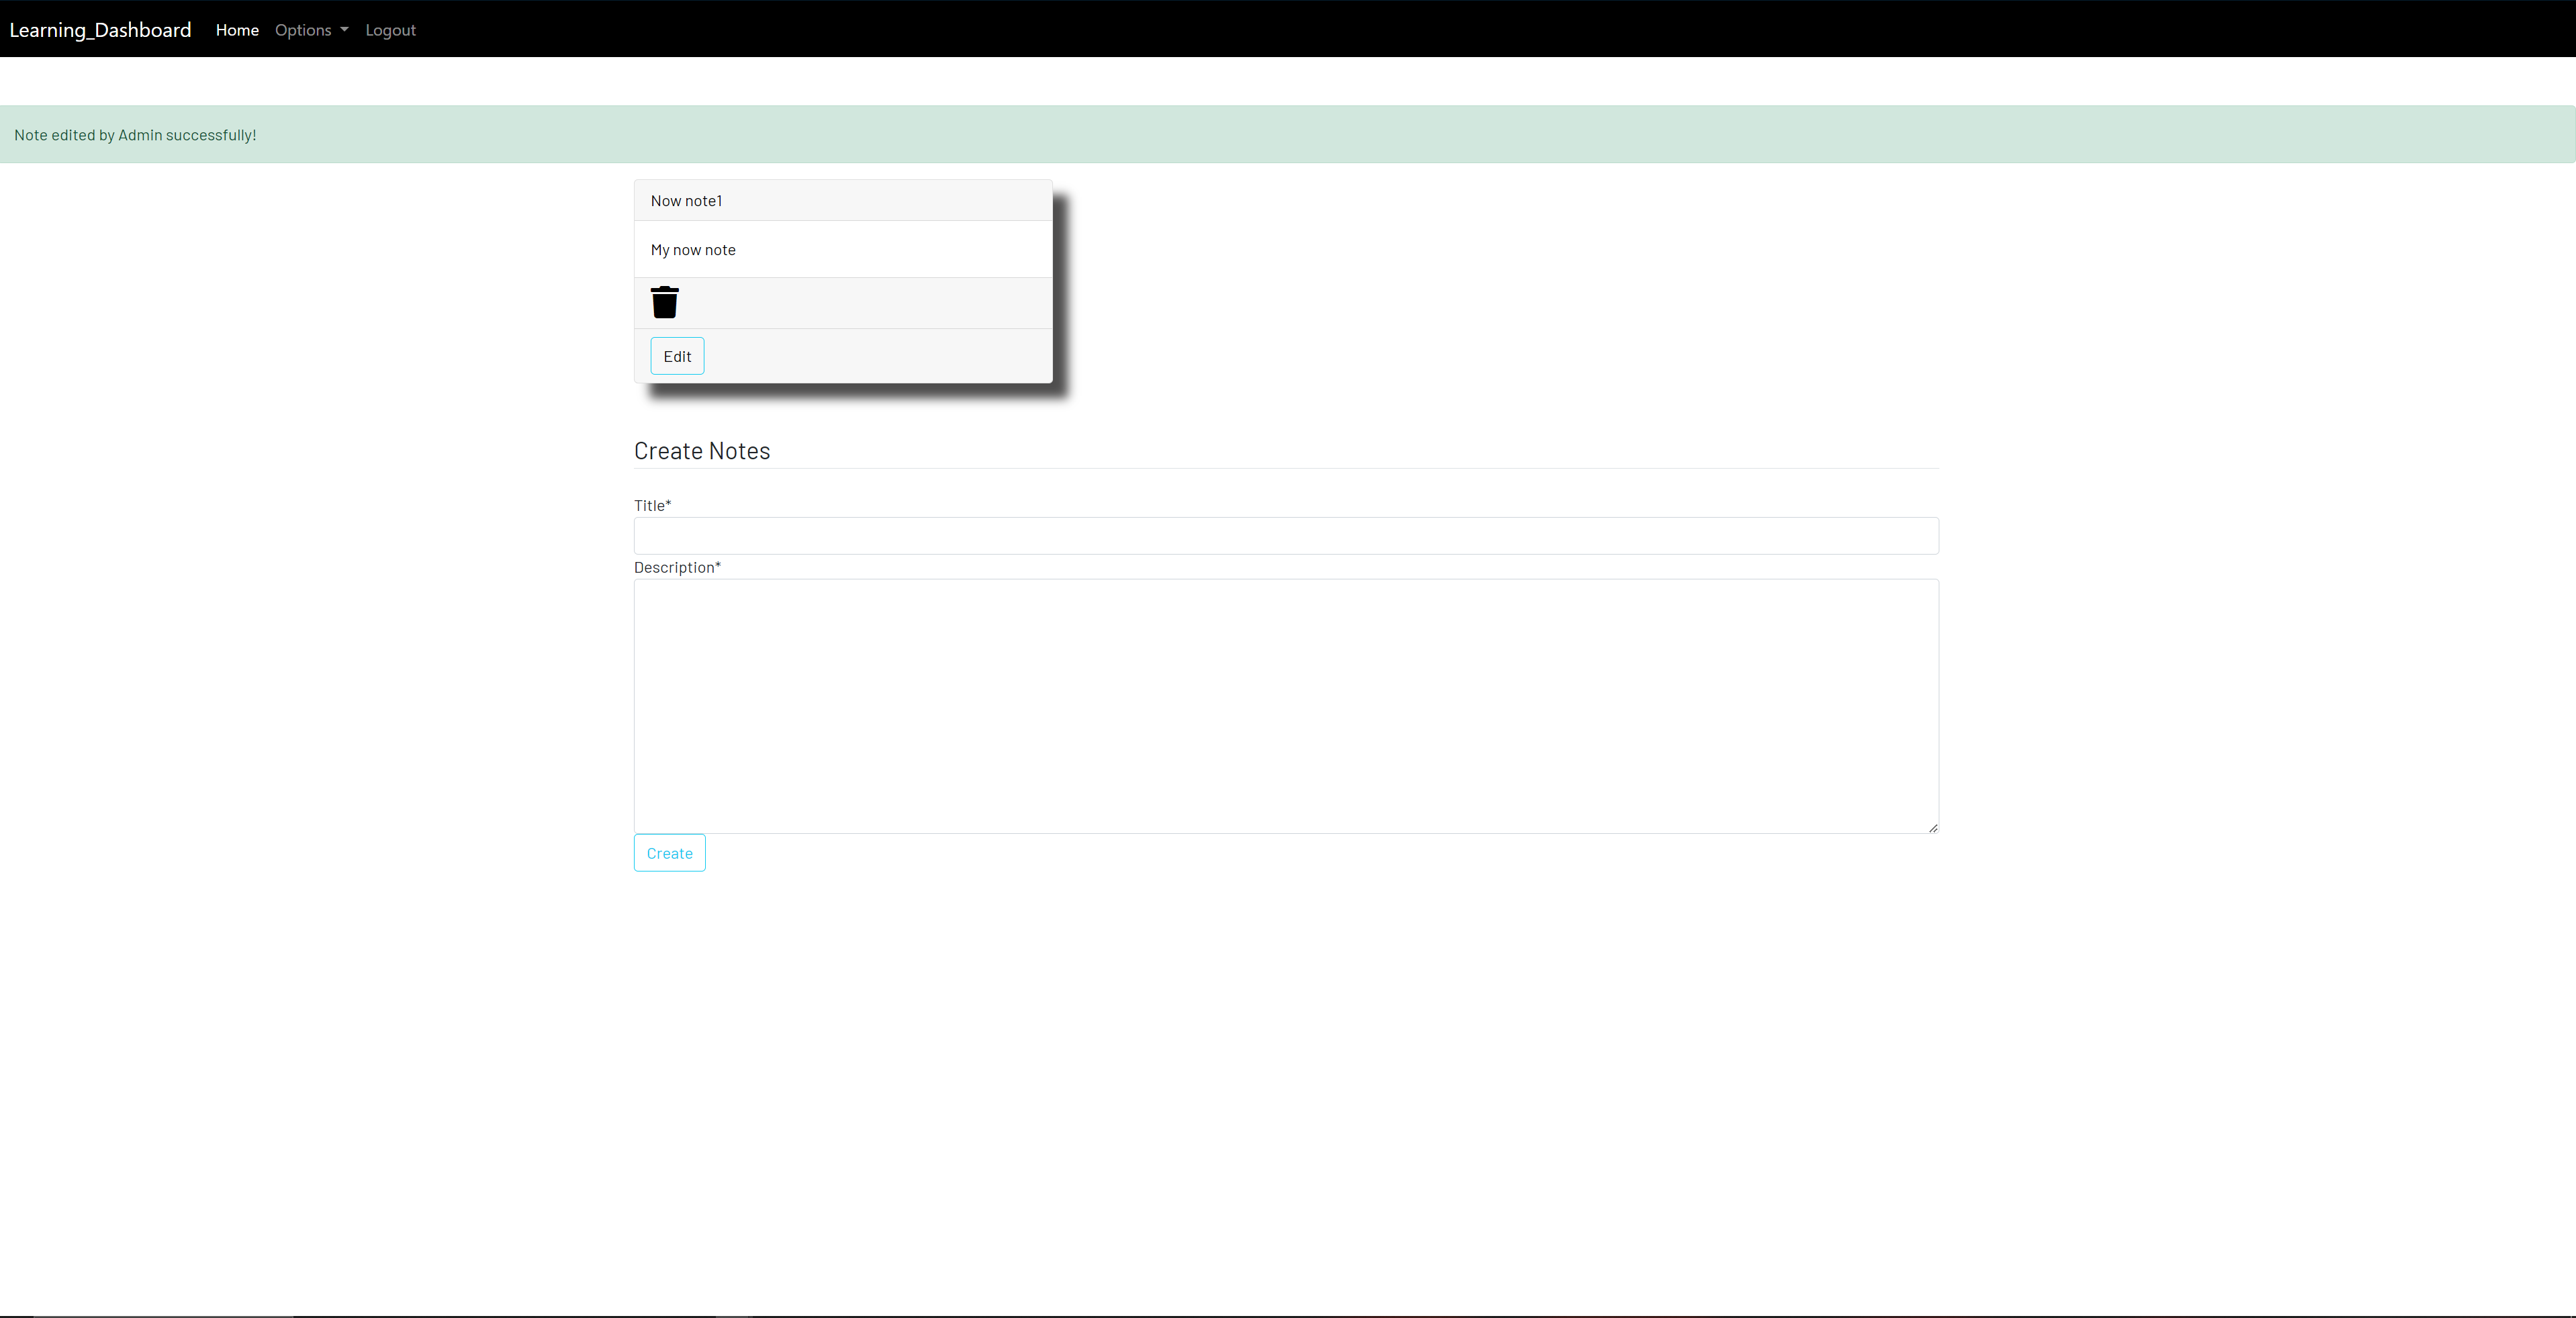 Learning_Dashboard Home Options Logout
Note edited by Admin successfully!
Now note1
My now note
Edit
Create Notes
Title*
Description*
Create